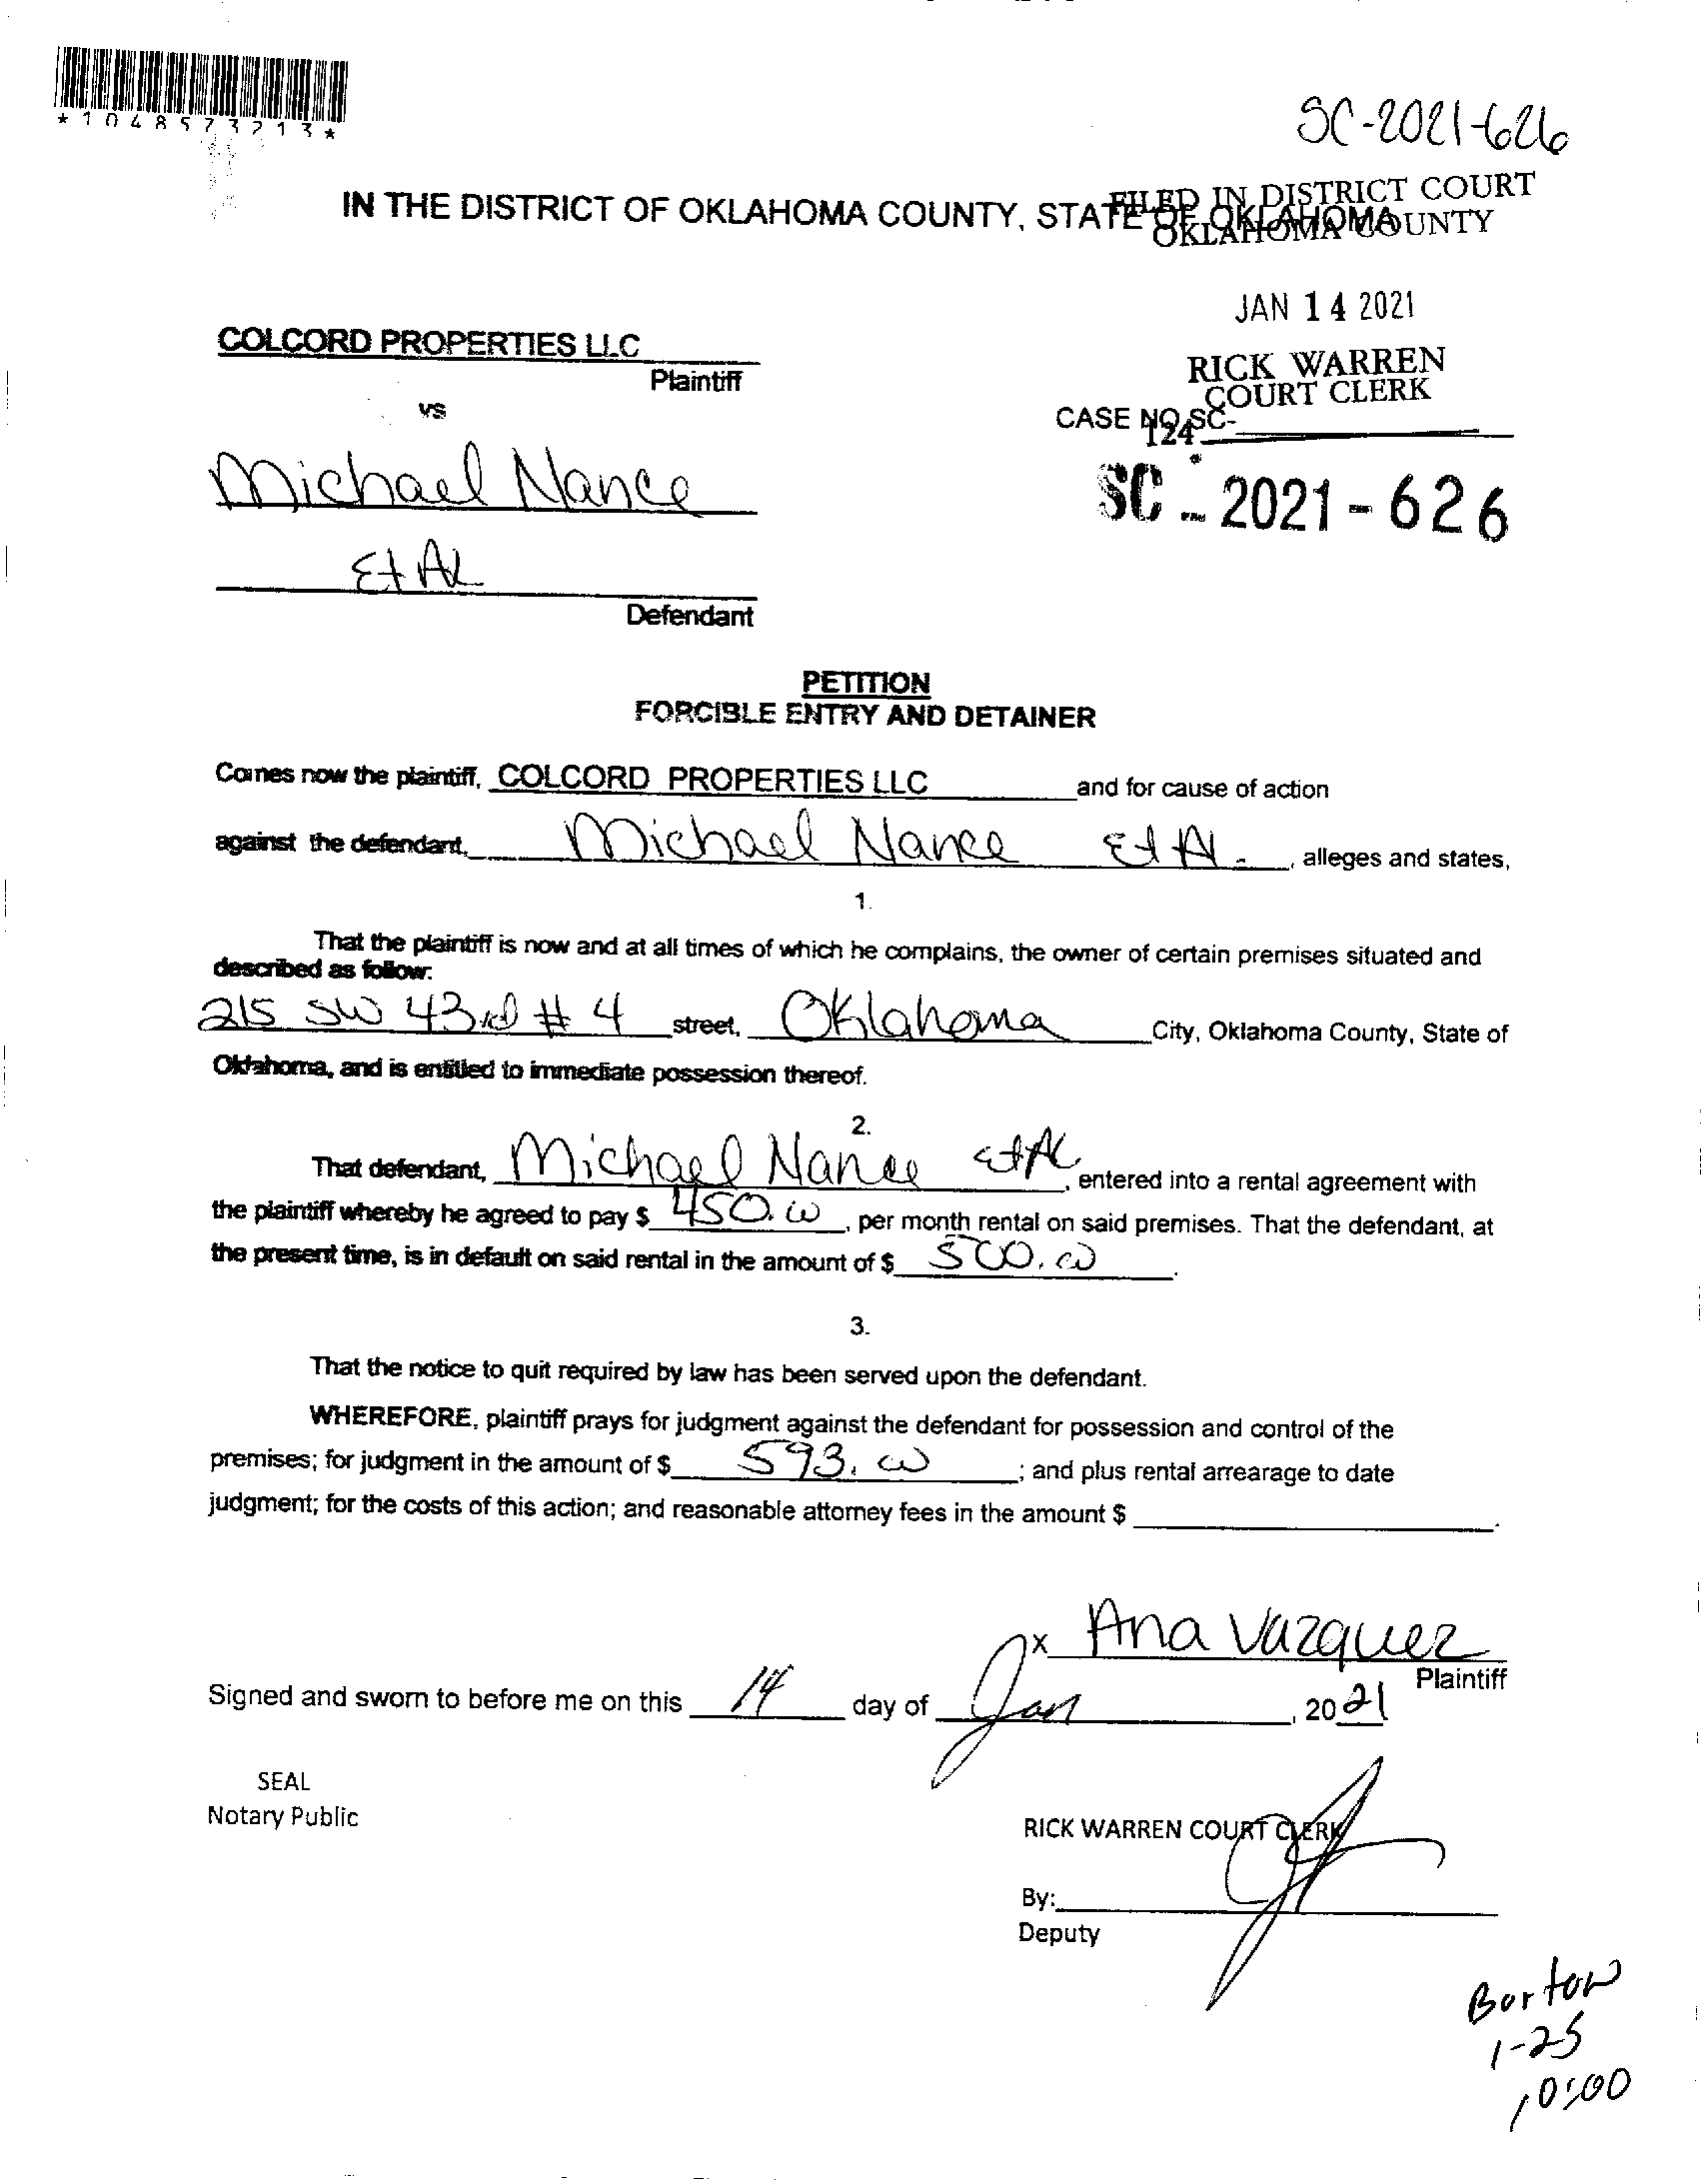 *1048573213*
SC-2021-626
FILED IN DISTRICT COURT
OKLAHOMA COUNTY
IN THE DISTRICT OF OKLAHOMA COUNTY, STATE OF OKLAHOMA
JAN 14 2021
COLCORD PROPERTIES LLC
Plaintiff
RICK WARREN
COURT CLERK
vs
CASE NO SC-
124
Michael Nance
SC - 2021-626
Et Al
Defendant
PETITION
FORCIBLE ENTRY AND DETAINER
Comes now the plaintiff, COLCORD PROPERTIES LLC and for cause of action
against the defendant, Michael Nance Et Al. , alleges and states,
1.
That the plaintiff is now and at all times of which he complains, the owner of certain premises situated and
described as follow:
215 SW 43rd # 4 street, Oklahoma City, Oklahoma County, State of
Oklahoma, and is entitled to immediate possession thereof.
2.
That defendant, Michael Nance Et Al , entered into a rental agreement with
the plaintiff whereby he agreed to pay $ 450.00 , per month rental on said premises. That the defendant, at
the present time, is in default on said rental in the amount of $ 500.00 .
3.
That the notice to quit required by law has been served upon the defendant.
WHEREFORE, plaintiff prays for judgment against the defendant for possession and control of the
premises; for judgment in the amount of $ 593.00 ; and plus rental arrearage to date
judgment; for the costs of this action; and reasonable attorney fees in the amount $ .
x Ana Vazquez
Plaintiff
Signed and sworn to before me on this 14 day of Jan , 2021
SEAL
Notary Public
RICK WARREN COURT CLERK
By:
Deputy
1-25
10:00